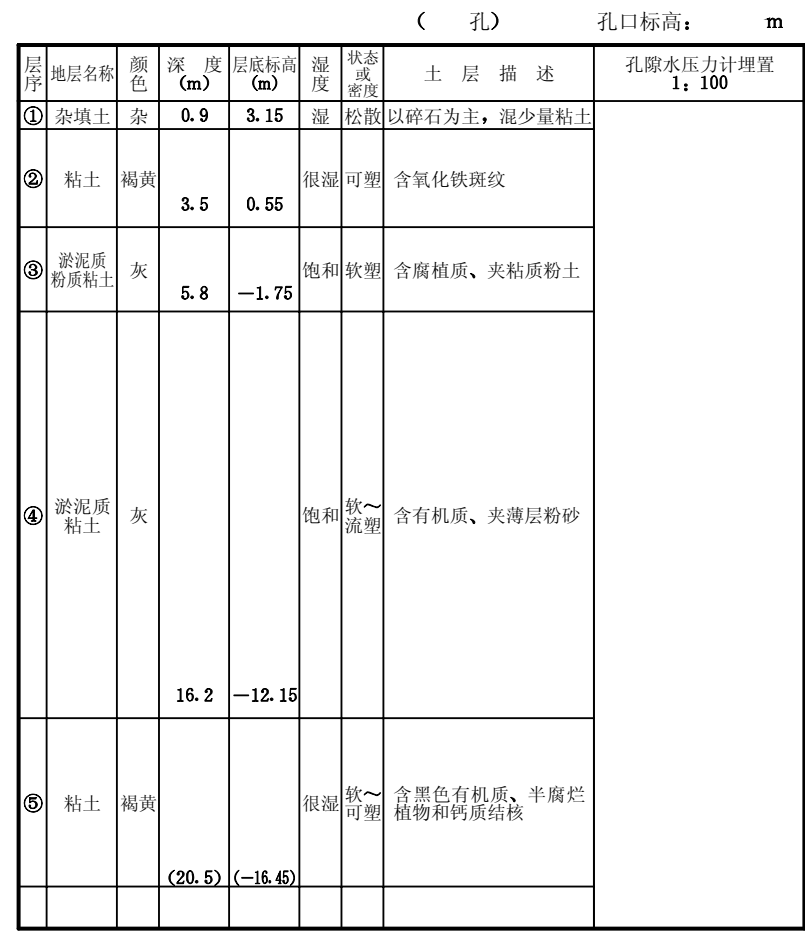 ( 孔) 孔口标高: m
层序 地层名称 颜色 深 度(m) 层底标高(m) 湿度 状态或密度 土 层 描 述 孔隙水压力计埋置 1: 100
① 杂填土 杂 0.9 3.15 湿 松散 以碎石为主，混少量粘土
② 粘土 褐黄 3.5 0.55 很湿 可塑 含氧化铁斑纹
③ 淤泥质粉质粘土 灰 5.8 —1.75 饱和 软塑 含腐植质、夹粘质粉土
④ 淤泥质粘土 灰 16.2 —12.15 饱和 软～流塑 含有机质、夹薄层粉砂
⑤ 粘土 褐黄 (20.5) (—16.45) 很湿 软～可塑 含黑色有机质、半腐烂
植物和钙质结核